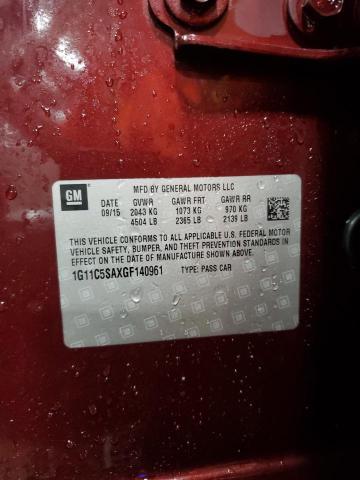 GM
MFD BY GENERAL MOTORS LLC
DATE GVWR GAWR FRT GAWR RR
09/15 2043 KG 1073 KG 970 KG
4504 LB 2365 LB 2139 LB
THIS VEHICLE CONFORMS TO ALL APPLICABLE U.S. FEDERAL MOTOR
VEHICLE SAFETY, BUMPER, AND THEFT PREVENTION STANDARDS IN
EFFECT ON THE DATE OF MANUFACTURE SHOWN ABOVE.
1G11C5SAXGF140961 TYPE: PASS CAR